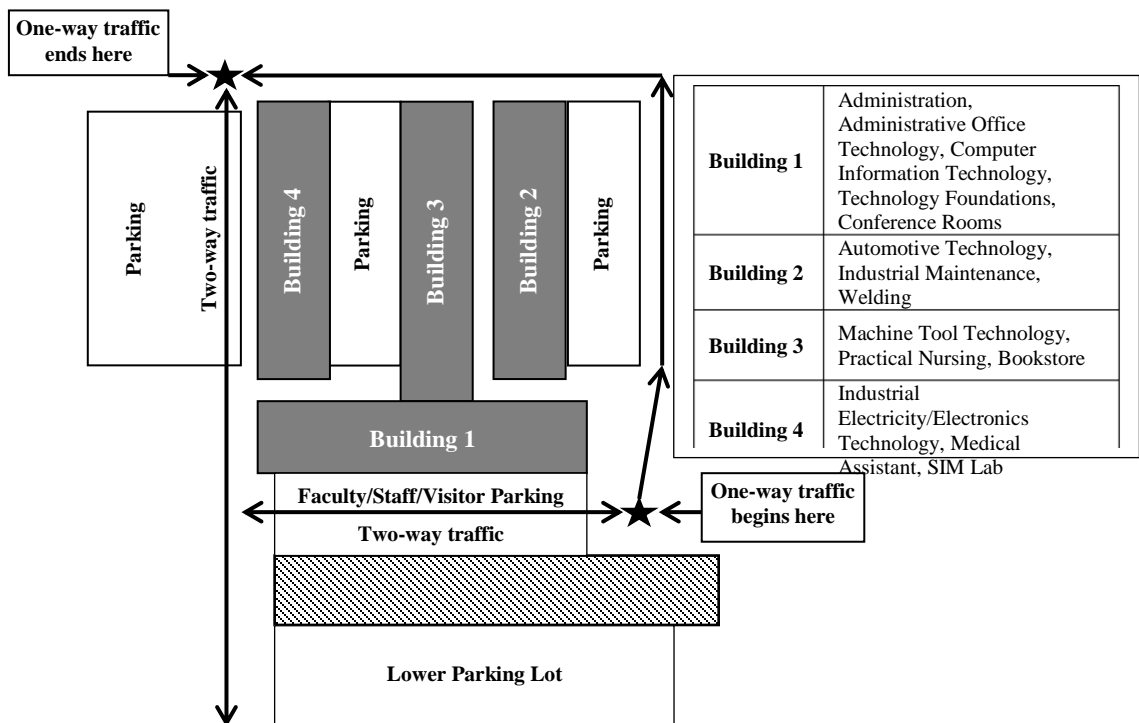 One-way traffic
ends here
Parking
Two-way traffic
Building 4
Parking
Building 3
Building 2
Parking
Building 1
Administration,
Administrative Office
Technology, Computer
Information Technology,
Technology Foundations,
Conference Rooms
Building 2
Automotive Technology,
Industrial Maintenance,
Welding
Building 3
Machine Tool Technology,
Practical Nursing, Bookstore
Building 4
Industrial
Electricity/Electronics
Technology, Medical
Assistant, SIM Lab
Building 1
Faculty/Staff/Visitor Parking
Two-way traffic
One-way traffic
begins here
Lower Parking Lot